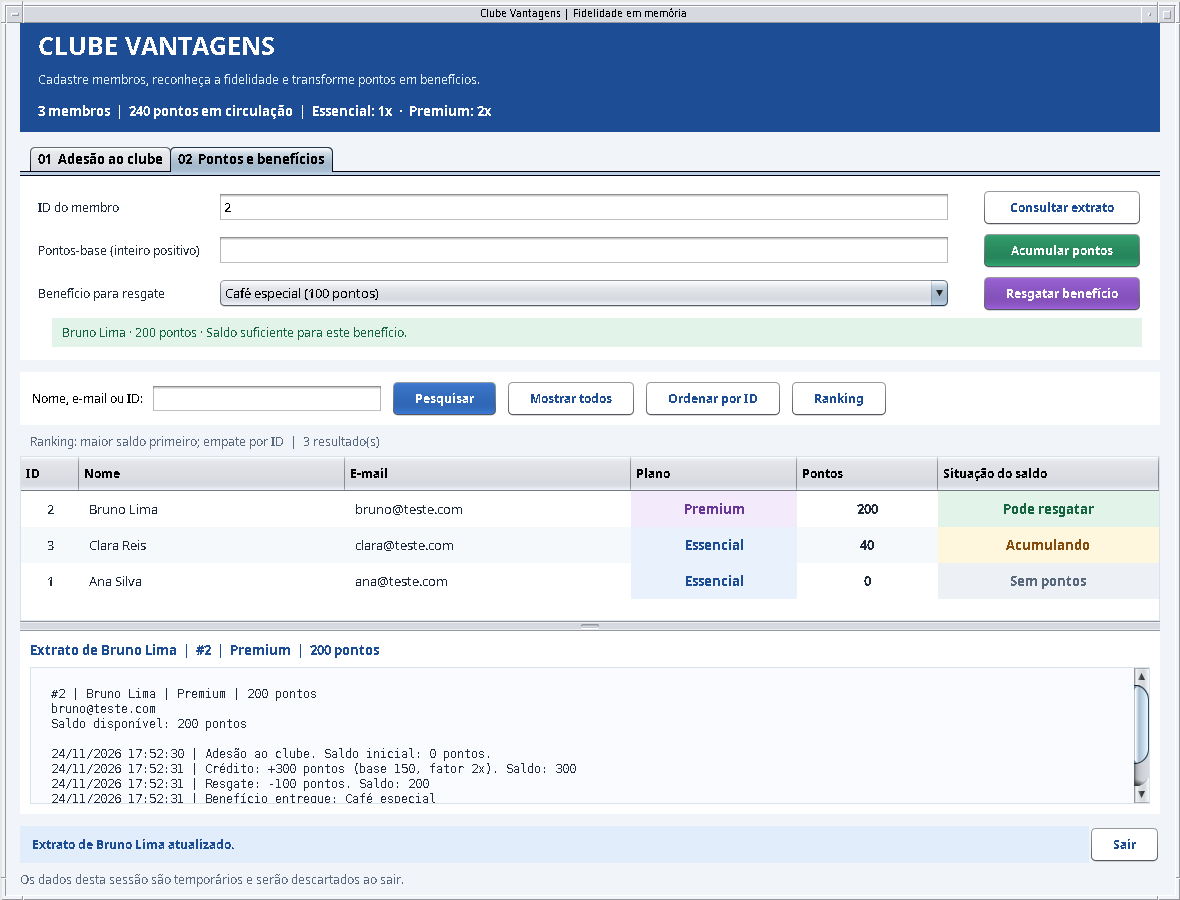 Clube Vantagens | Fidelidade em memória
CLUBE VANTAGENS
Cadastre membros, reconheça a fidelidade e transforme pontos em benefícios.
3 membros | 240 pontos em circulação | Essencial: 1x · Premium: 2x
01 Adesão ao clube
02 Pontos e benefícios
ID do membro
2
Consultar extrato
Pontos-base (inteiro positivo)
Acumular pontos
Benefício para resgate
Café especial (100 pontos)
Resgatar benefício
Bruno Lima · 200 pontos · Saldo suficiente para este benefício.
Nome, e-mail ou ID:
Pesquisar
Mostrar todos
Ordenar por ID
Ranking
Ranking: maior saldo primeiro; empate por ID | 3 resultado(s)
ID Nome E-mail Plano Pontos Situação do saldo
2 Bruno Lima bruno@teste.com Premium 200 Pode resgatar
3 Clara Reis clara@teste.com Essencial 40 Acumulando
1 Ana Silva ana@teste.com Essencial 0 Sem pontos
Extrato de Bruno Lima | #2 | Premium | 200 pontos
#2 | Bruno Lima | Premium | 200 pontos
bruno@teste.com
Saldo disponível: 200 pontos
24/11/2026 17:52:30 | Adesão ao clube. Saldo inicial: 0 pontos.
24/11/2026 17:52:31 | Crédito: +300 pontos (base 150, fator 2x). Saldo: 300
24/11/2026 17:52:31 | Resgate: -100 pontos. Saldo: 200
24/11/2026 17:52:31 | Benefício entregue: Café especial
Extrato de Bruno Lima atualizado.
Sair
Os dados desta sessão são temporários e serão descartados ao sair.